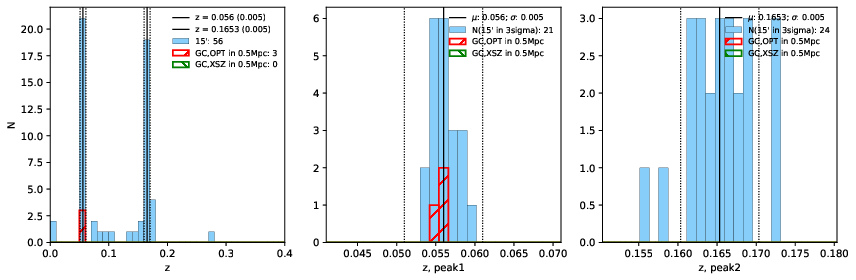 z = 0.056 (0.005)
z = 0.1653 (0.005)
15': 56
GC,OPT in 0.5Mpc: 3
GC,XSZ in 0.5Mpc: 0
N
20.0
17.5
15.0
12.5
10.0
7.5
5.0
2.5
0.0
0.0 0.1 0.2 0.3 0.4
z
μ: 0.056; σ: 0.005
N(15' in 3sigma): 21
GC,OPT in 0.5Mpc
GC,XSZ in 0.5Mpc
6
5
4
3
2
1
0
0.045 0.050 0.055 0.060 0.065 0.070
z, peak1
μ: 0.1653; σ: 0.005
N(15' in 3sigma): 24
GC,OPT in 0.5Mpc
GC,XSZ in 0.5Mpc
3.0
2.5
2.0
1.5
1.0
0.5
0.0
0.155 0.160 0.165 0.170 0.175 0.180
z, peak2